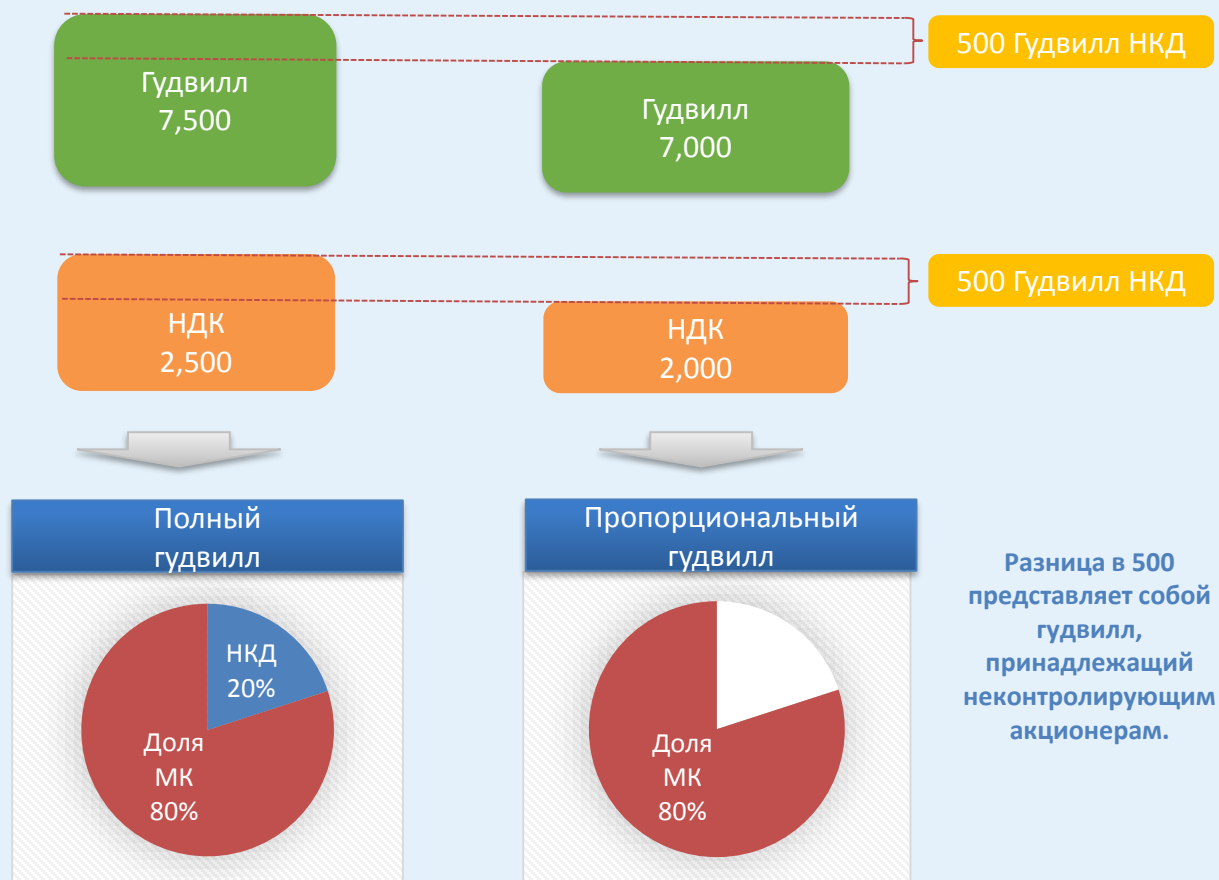 Гудвилл
7,500
Гудвилл
7,000
500 Гудвилл НКД
НДК
2,500
НДК
2,000
500 Гудвилл НКД
Полный
гудвилл
НКД
20%
Доля
МК
80%
Пропорциональный
гудвилл
Доля
МК
80%
Разница в 500
представляет собой
гудвилл,
принадлежащий
неконтролирующим
акционерам.